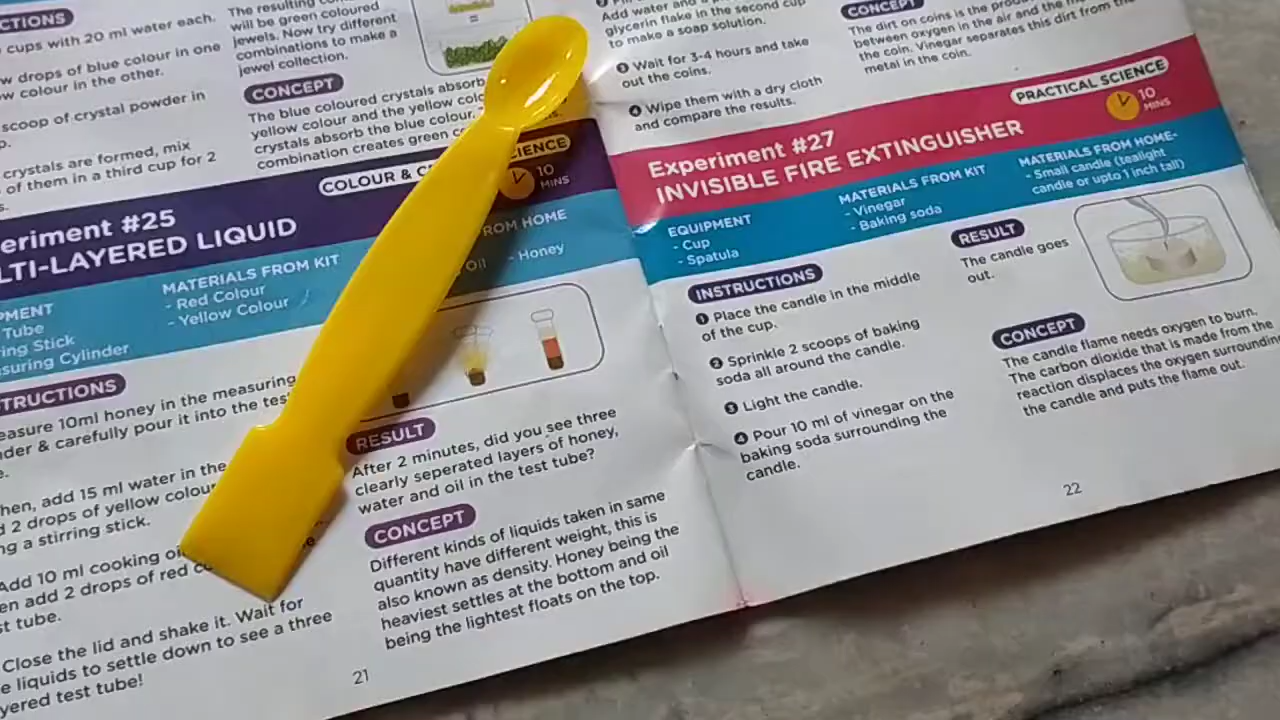 CTIONS
cups with 20 ml water each.
w drops of blue colour in one
w colour in the other.
scoop of crystal powder in
p.
crystals are formed, mix
of them in a third cup for 2
s.
The resulting
will be green coloured
jewels. Now try different
combinations to make a
jewel collection.
=
CONCEPT
The blue coloured crystals absorb
yellow colour and the yellow
crystals absorb the blue colour.
combination creates green
COLOUR & C
IENCE
10
MINS
eriment #25
LTI-LAYERED LIQUID
PMENT
Tube
ring Stick
suring Cylinder
MATERIALS FROM KIT
- Red Colour
- Yellow Colour
ROM HOME
Oil
- Honey
TRUCTIONS
easure 10ml honey in the measuring
nder & carefully pour it into the tes
e.
hen, add 15 ml water in the
d 2 drops of yellow colou
ng a stirring stick.
Add 10 ml cooking oi
en add 2 drops of red c
st tube.
Close the lid and shake it. Wait for
e liquids to settle down to see a three
yered test tube!
RESULT
After 2 minutes, did you see three
clearly seperated layers of honey,
water and oil in the test tube?
CONCEPT
Different kinds of liquids taken in same
quantity have different weight, this is
also known as density. Honey being the
heaviest settles at the bottom and oil
being the lightest floats on the top.
21
Add water and a
glycerin flake in the second cup
to make a soap solution.
3 Wait for 3-4 hours and take
out the coins.
4 Wipe them with a dry cloth
and compare the results.
CONCEPT
The dirt on coins is the
between oxygen in the air and the
the coin. Vinegar separates this dirt from the
metal in the coin.
PRACTICAL SCIENCE
10
MINS
Experiment #27
INVISIBLE FIRE EXTINGUISHER
EQUIPMENT
- Cup
- Spatula
MATERIALS FROM KIT
- Vinegar
- Baking soda
MATERIALS FROM HOME-
- Small candle (tealight
candle or upto 1 inch tall)
INSTRUCTIONS
1 Place the candle in the middle
of the cup.
2 Sprinkle 2 scoops of baking
soda all around the candle.
3 Light the candle.
4 Pour 10 ml of vinegar on the
baking soda surrounding the
candle.
RESULT
The candle goes
out.
CONCEPT
The candle flame needs oxygen to burn.
The carbon dioxide that is made from the
reaction displaces the oxygen surroundin
the candle and puts the flame out.
22